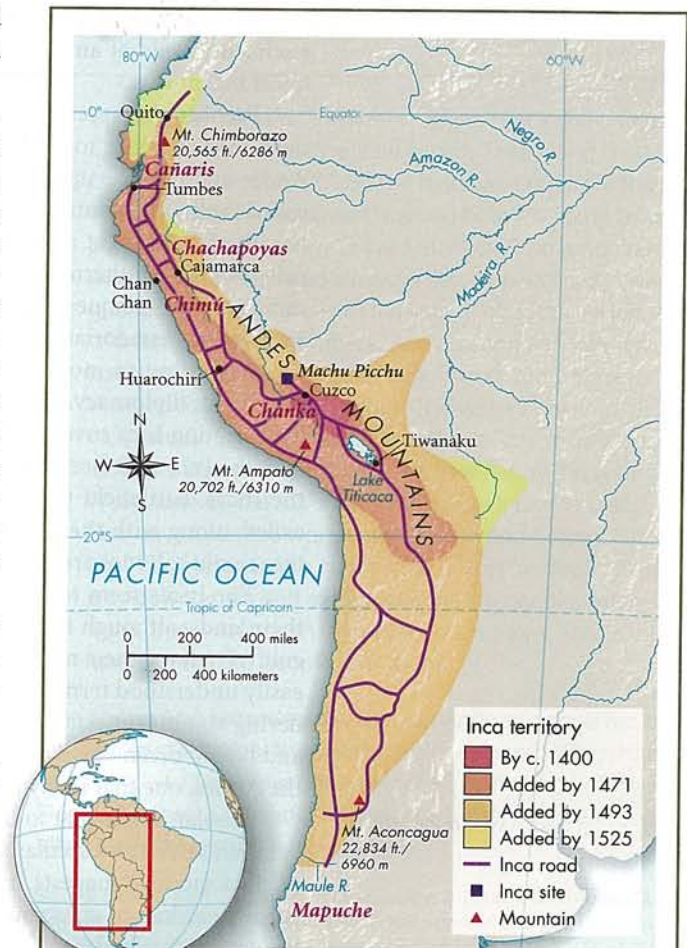 80°W
60°W
0°
Equator
Quito
Mt. Chimborazo
20,565 ft./6286 m
Negro R.
Amazon R.
Madeira R.
Cañaris
Tumbes
Chachapoyas
Cajamarca
Chan
Chan
Chimú
ANDES MOUNTAINS
Huarochiri
Machu Picchu
Cuzco
Chanka
N
W E
S
Mt. Ampato
20,702 ft./6310 m
Tiwanaku
Lake
Titicaca
20°S
PACIFIC OCEAN
Tropic of Capricorn
0 200 400 miles
0 200 400 kilometers
Inca territory
By c. 1400
Added by 1471
Added by 1493
Added by 1525
Inca road
Inca site
Mountain
Mt. Aconcagua
22,834 ft./
6960 m
Maule R.
Mapuche